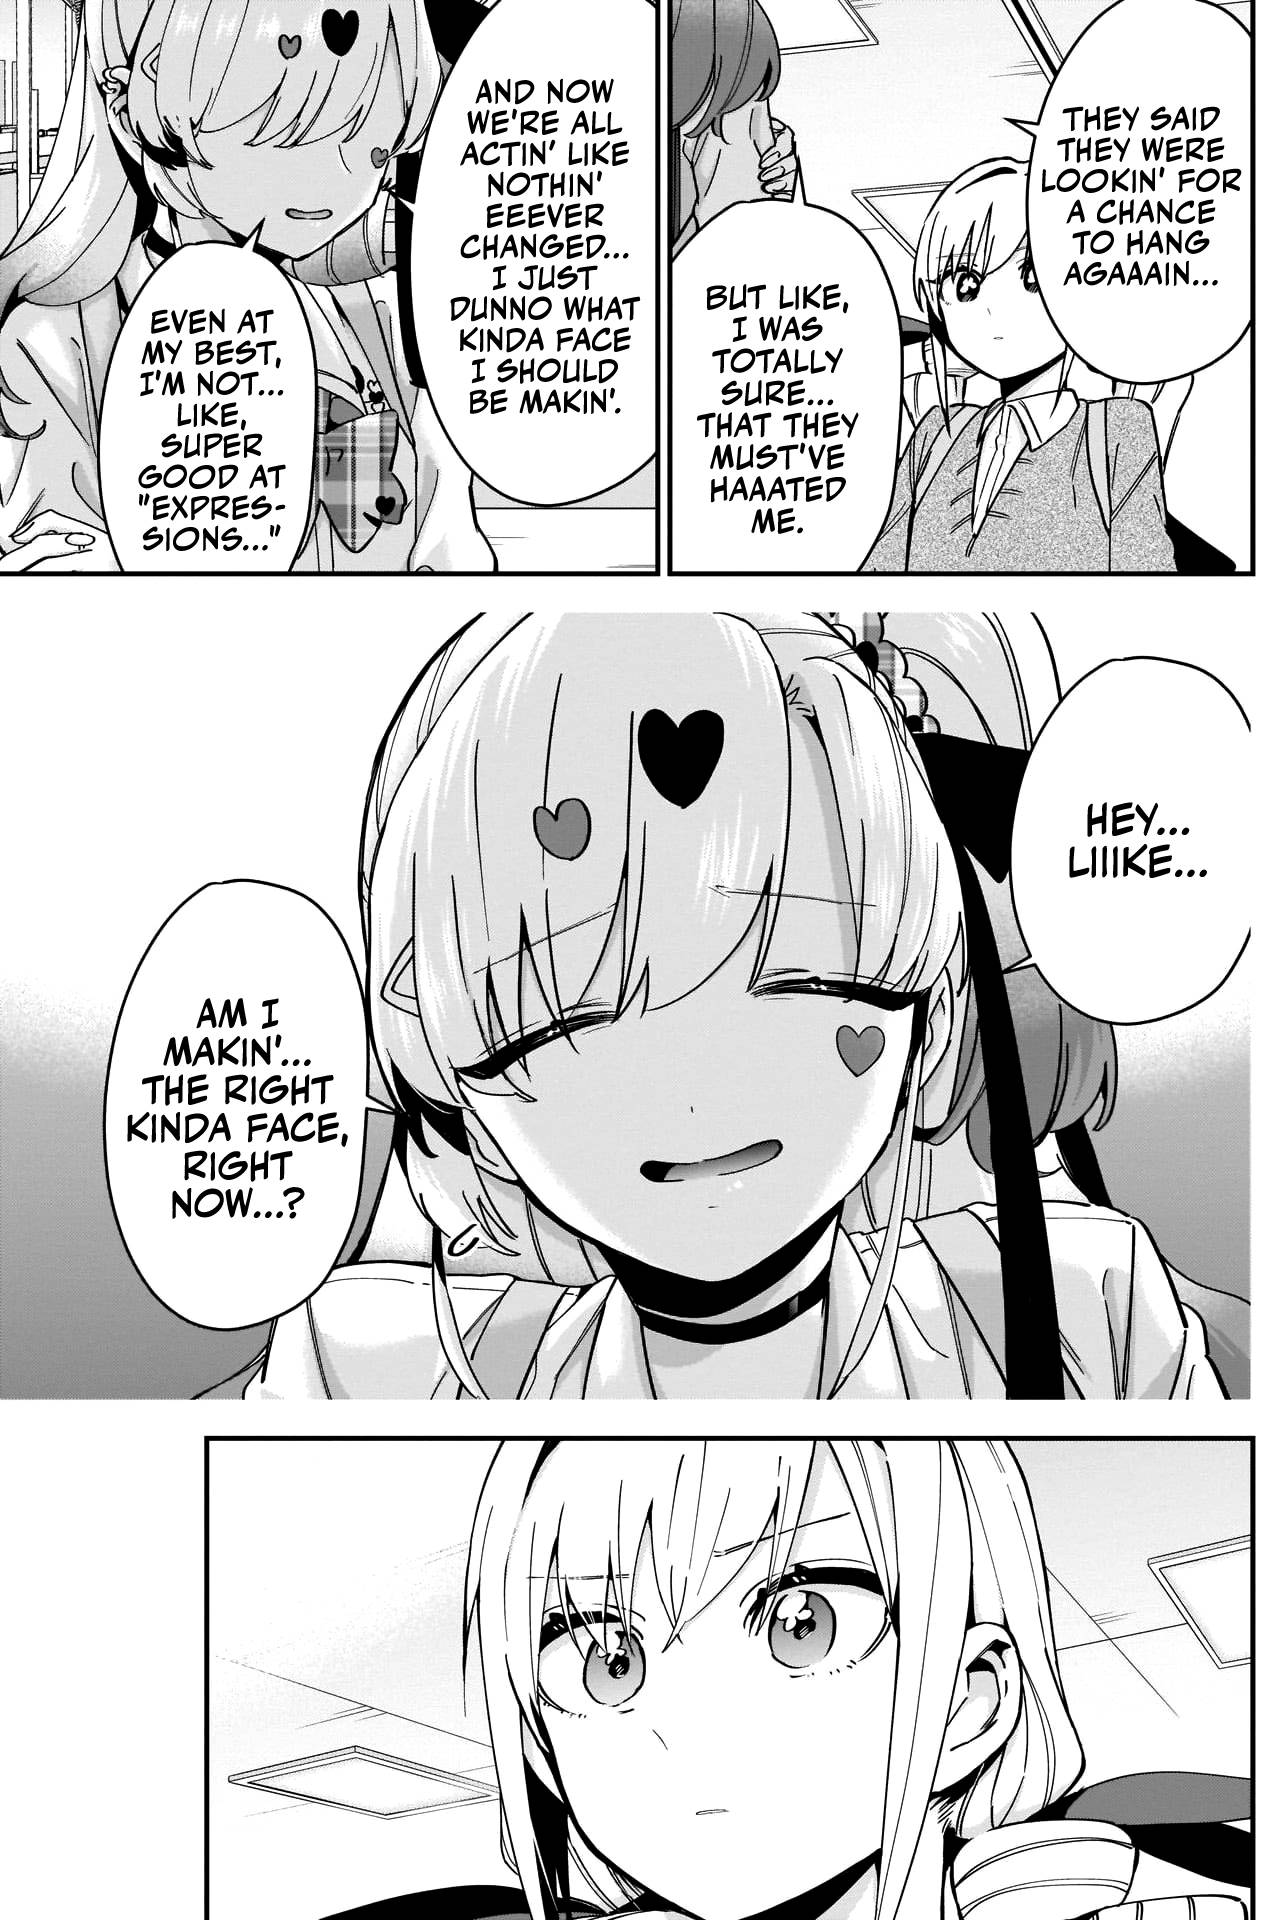 THEY SAID
THEY WERE
LOOKIN' FOR
A CHANCE
TO HANG
AGAAAIN...
BUT LIKE,
I WAS
TOTALLY
SURE...
THAT THEY
MUST'VE
HAAATED
ME.
AND NOW
WE'RE ALL
ACTIN' LIKE
NOTHIN'
EEEVER
CHANGED...
I JUST
DUNNO WHAT
KINDA FACE
I SHOULD
BE MAKIN'.
EVEN AT
MY BEST,
I'M NOT...
LIKE,
SUPER
GOOD AT
"EXPRES-
SIONS..."
HEY...
LIIIKE...
AM I
MAKIN'...
THE RIGHT
KINDA FACE,
RIGHT
NOW...?